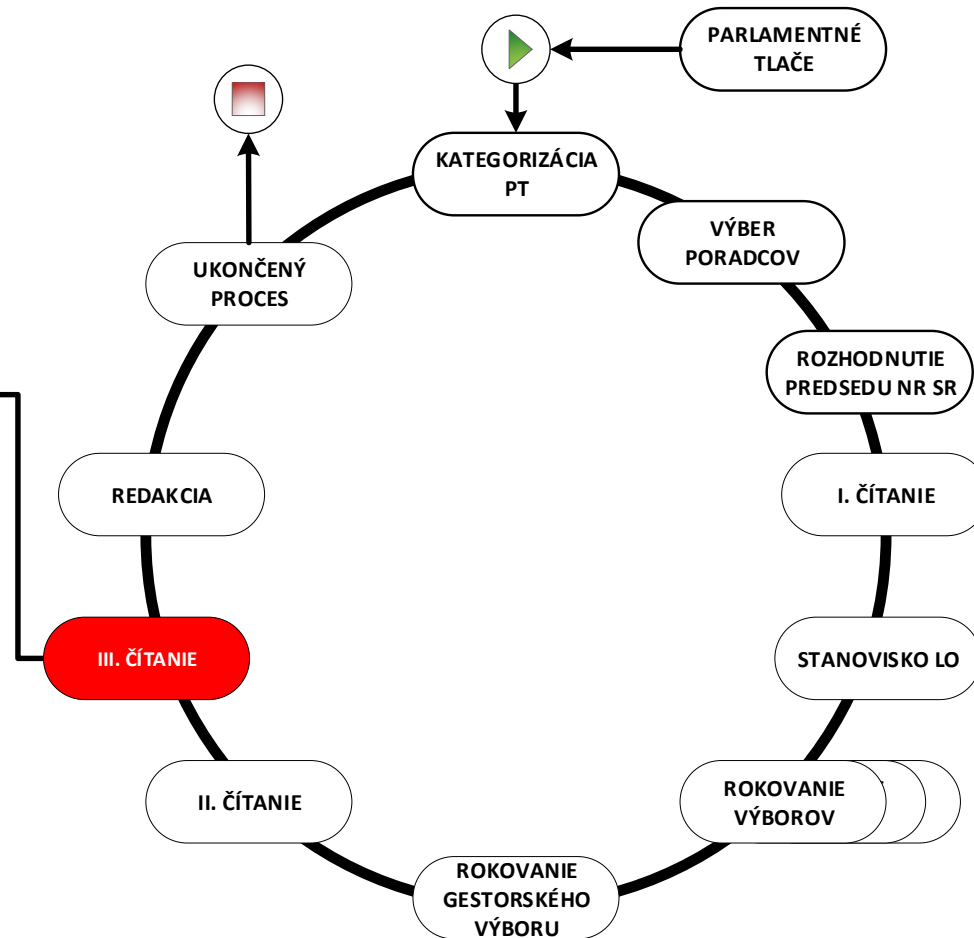 PARLAMENTNÉ
TLAČE
KATEGORIZÁCIA
PT
VÝBER
PORADCOV
ROZHODNUTIE
PREDSEDU NR SR
I. ČÍTANIE
STANOVISKO LO
ROKOVANIE
VÝBOROV
ROKOVANIE
GESTORSKÉHO
VÝBORU
II. ČÍTANIE
III. ČÍTANIE
REDAKCIA
UKONČENÝ
PROCES